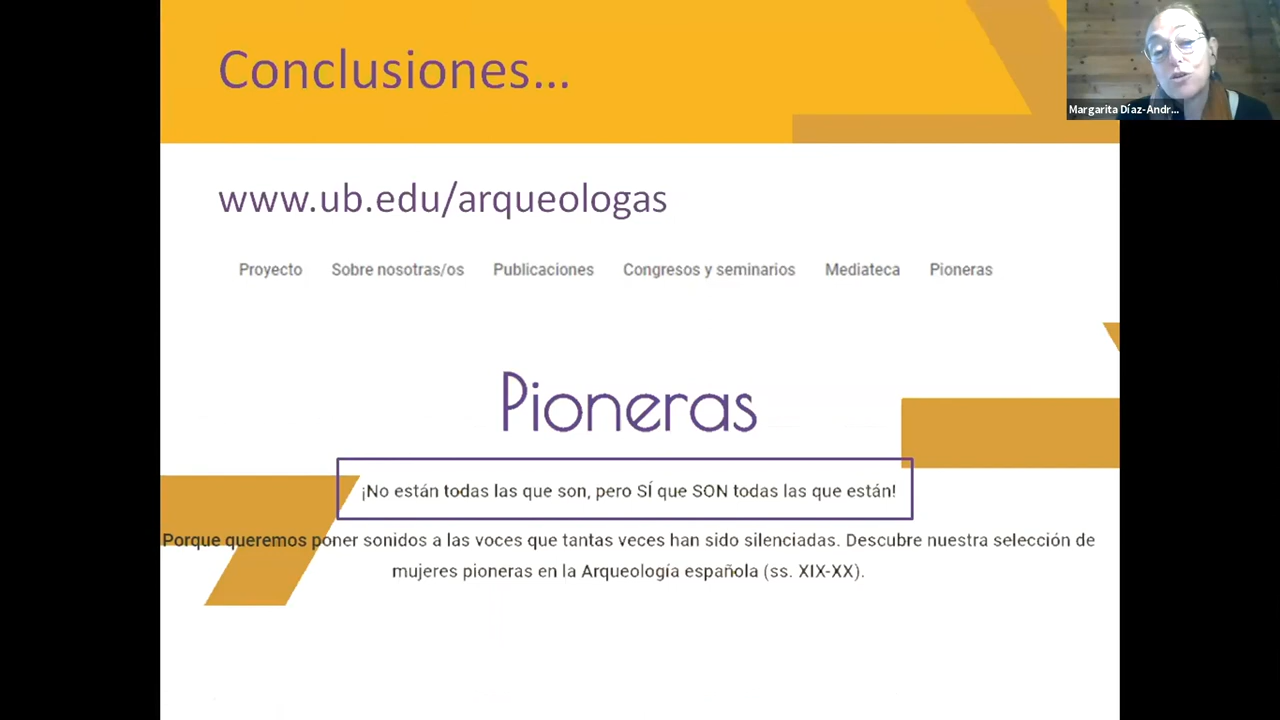 Conclusiones...
Margarita Díaz-Andr...
www.ub.edu/arqueologas
Proyecto Sobre nosotras/os Publicaciones Congresos y seminarios Mediateca Pioneras
Pioneras
¡No están todas las que son, pero SÍ que SON todas las que están!
Porque queremos poner sonidos a las voces que tantas veces han sido silenciadas. Descubre nuestra selección de
mujeres pioneras en la Arqueología española (ss. XIX-XX).